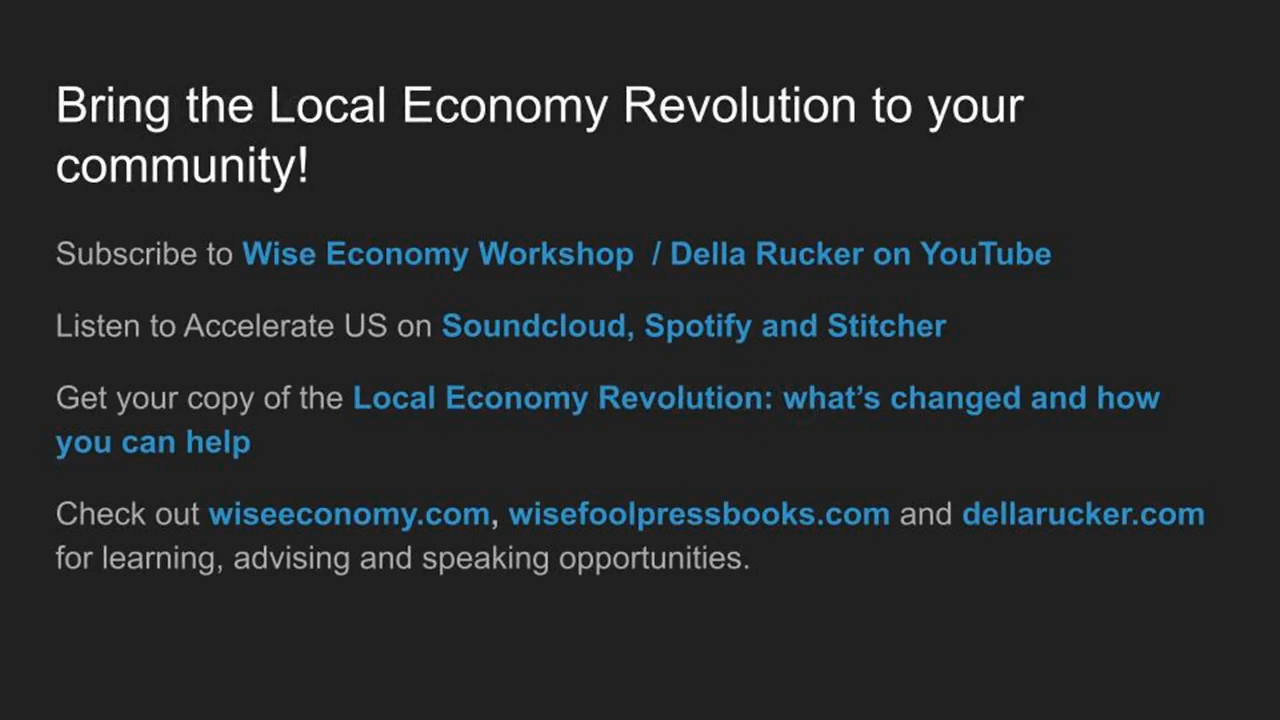 Bring the Local Economy Revolution to your
community!
Subscribe to Wise Economy Workshop / Della Rucker on YouTube
Listen to Accelerate US on Soundcloud, Spotify and Stitcher
Get your copy of the Local Economy Revolution: what’s changed and how
you can help
Check out wiseeconomy.com, wisefoolpressbooks.com and dellarucker.com
for learning, advising and speaking opportunities.